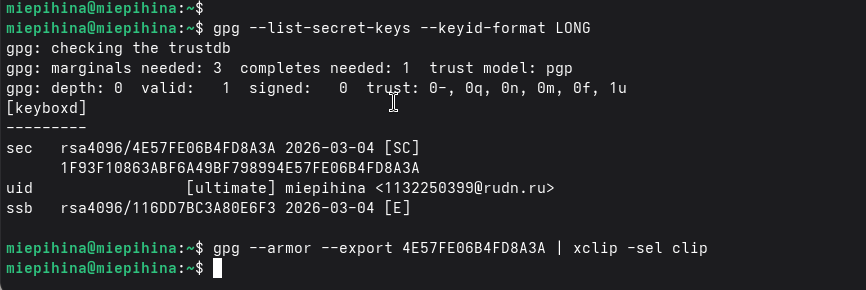 miepihina@miepihina:~$
miepihina@miepihina:~$ gpg --list-secret-keys --keyid-format LONG
gpg: checking the trustdb
gpg: marginals needed: 3  completes needed: 1  trust model: pgp
gpg: depth: 0  valid:   1  signed:   0  trust: 0-, 0q, 0n, 0m, 0f, 1u
[keyboxd]
---------
sec   rsa4096/4E57FE06B4FD8A3A 2026-03-04 [SC]
      1F93F10863ABF6A49BF798994E57FE06B4FD8A3A
uid                 [ultimate] miepihina <1132250399@rudn.ru>
ssb   rsa4096/116DD7BC3A80E6F3 2026-03-04 [E]
miepihina@miepihina:~$ gpg --armor --export 4E57FE06B4FD8A3A | xclip -sel clip
miepihina@miepihina:~$